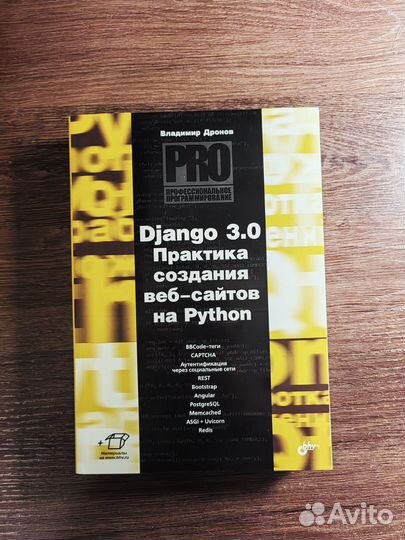 Владимир Дронов
PRO
ПРОФЕССИОНАЛЬНОЕ
ПРОГРАММИРОВАНИЕ
Django 3.0
Практика
создания
веб-сайтов
на Python
BBCode-теги
CAPTCHA
Аутентификация
через социальные сети
REST
Bootstrap
Angular
PostgreSQL
Memcached
ASGI + Uvicorn
Redis
+
Материалы
на www.bhv.ru
bhv
Avito